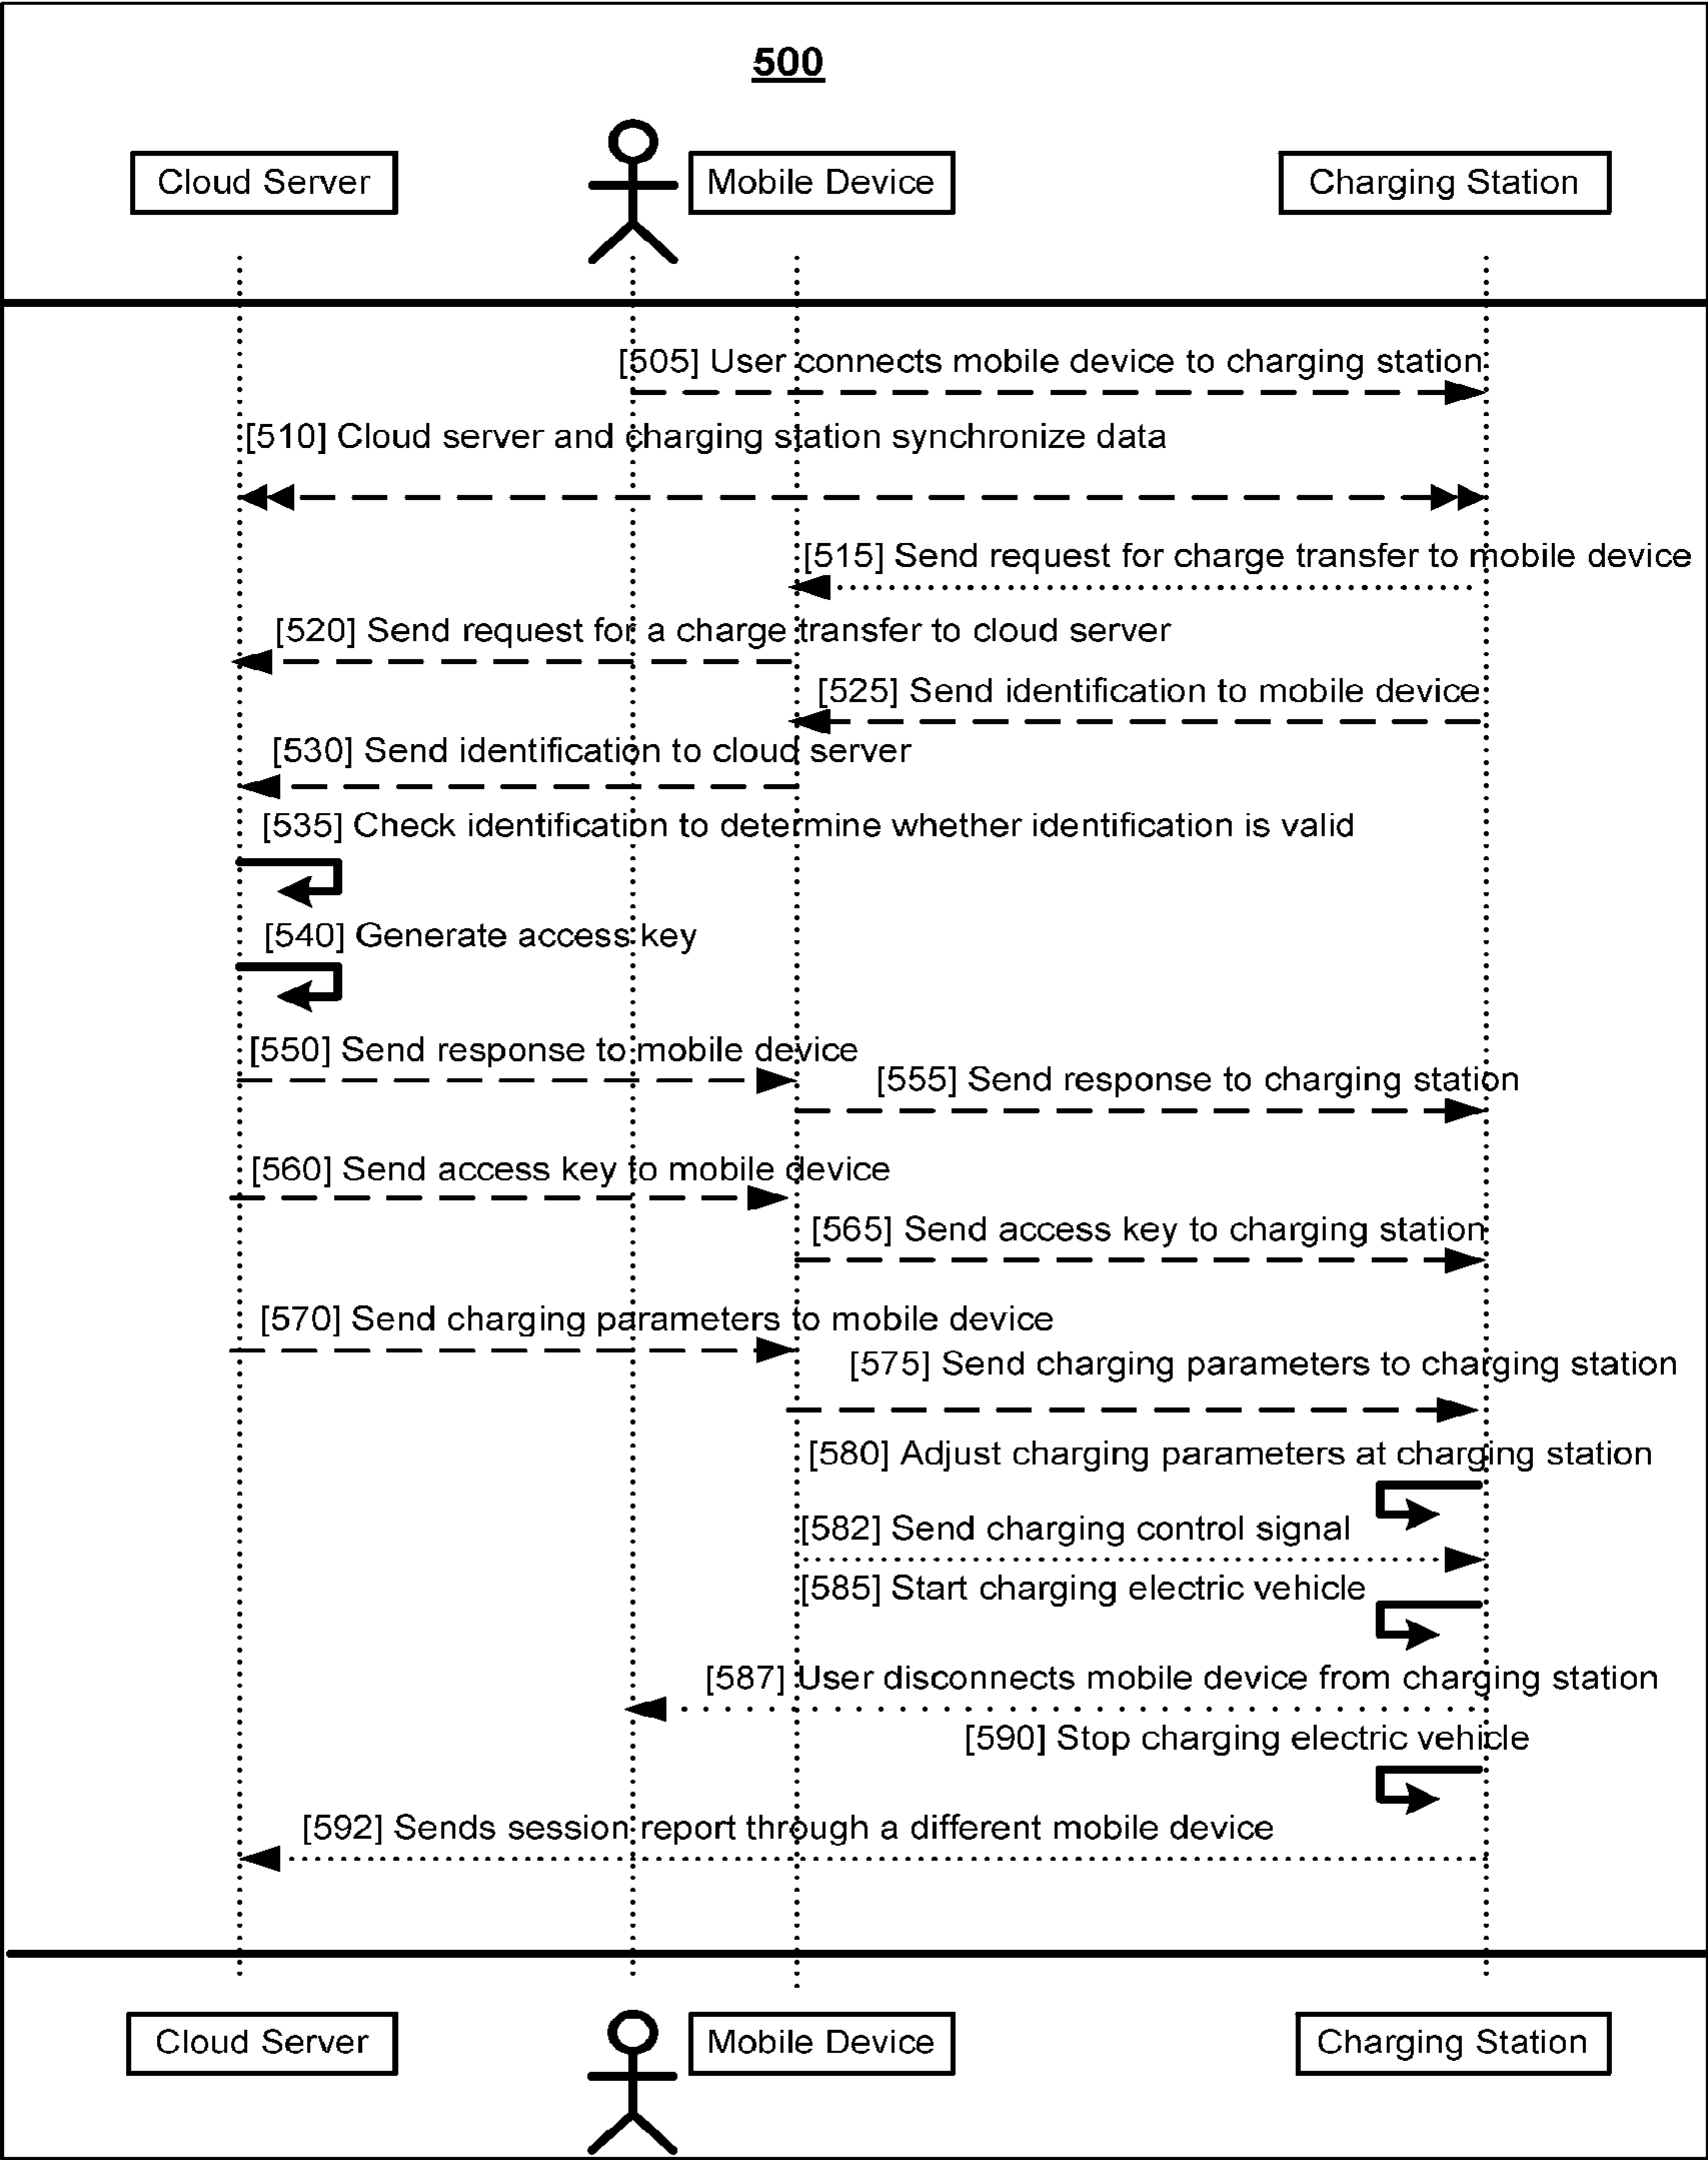 500
Cloud Server
Mobile Device
Charging Station
[505] User connects mobile device to charging station
[510] Cloud server and charging station synchronize data
[515] Send request for charge transfer to mobile device
[520] Send request for a charge transfer to cloud server
[525] Send identification to mobile device
[530] Send identification to cloud server
[535] Check identification to determine whether identification is valid
[540] Generate access key
[550] Send response to mobile device
[555] Send response to charging station
[560] Send access key to mobile device
[565] Send access key to charging station
[570] Send charging parameters to mobile device
[575] Send charging parameters to charging station
[580] Adjust charging parameters at charging station
[582] Send charging control signal
[585] Start charging electric vehicle
[587] User disconnects mobile device from charging station
[590] Stop charging electric vehicle
[592] Sends session report through a different mobile device
Cloud Server
Mobile Device
Charging Station